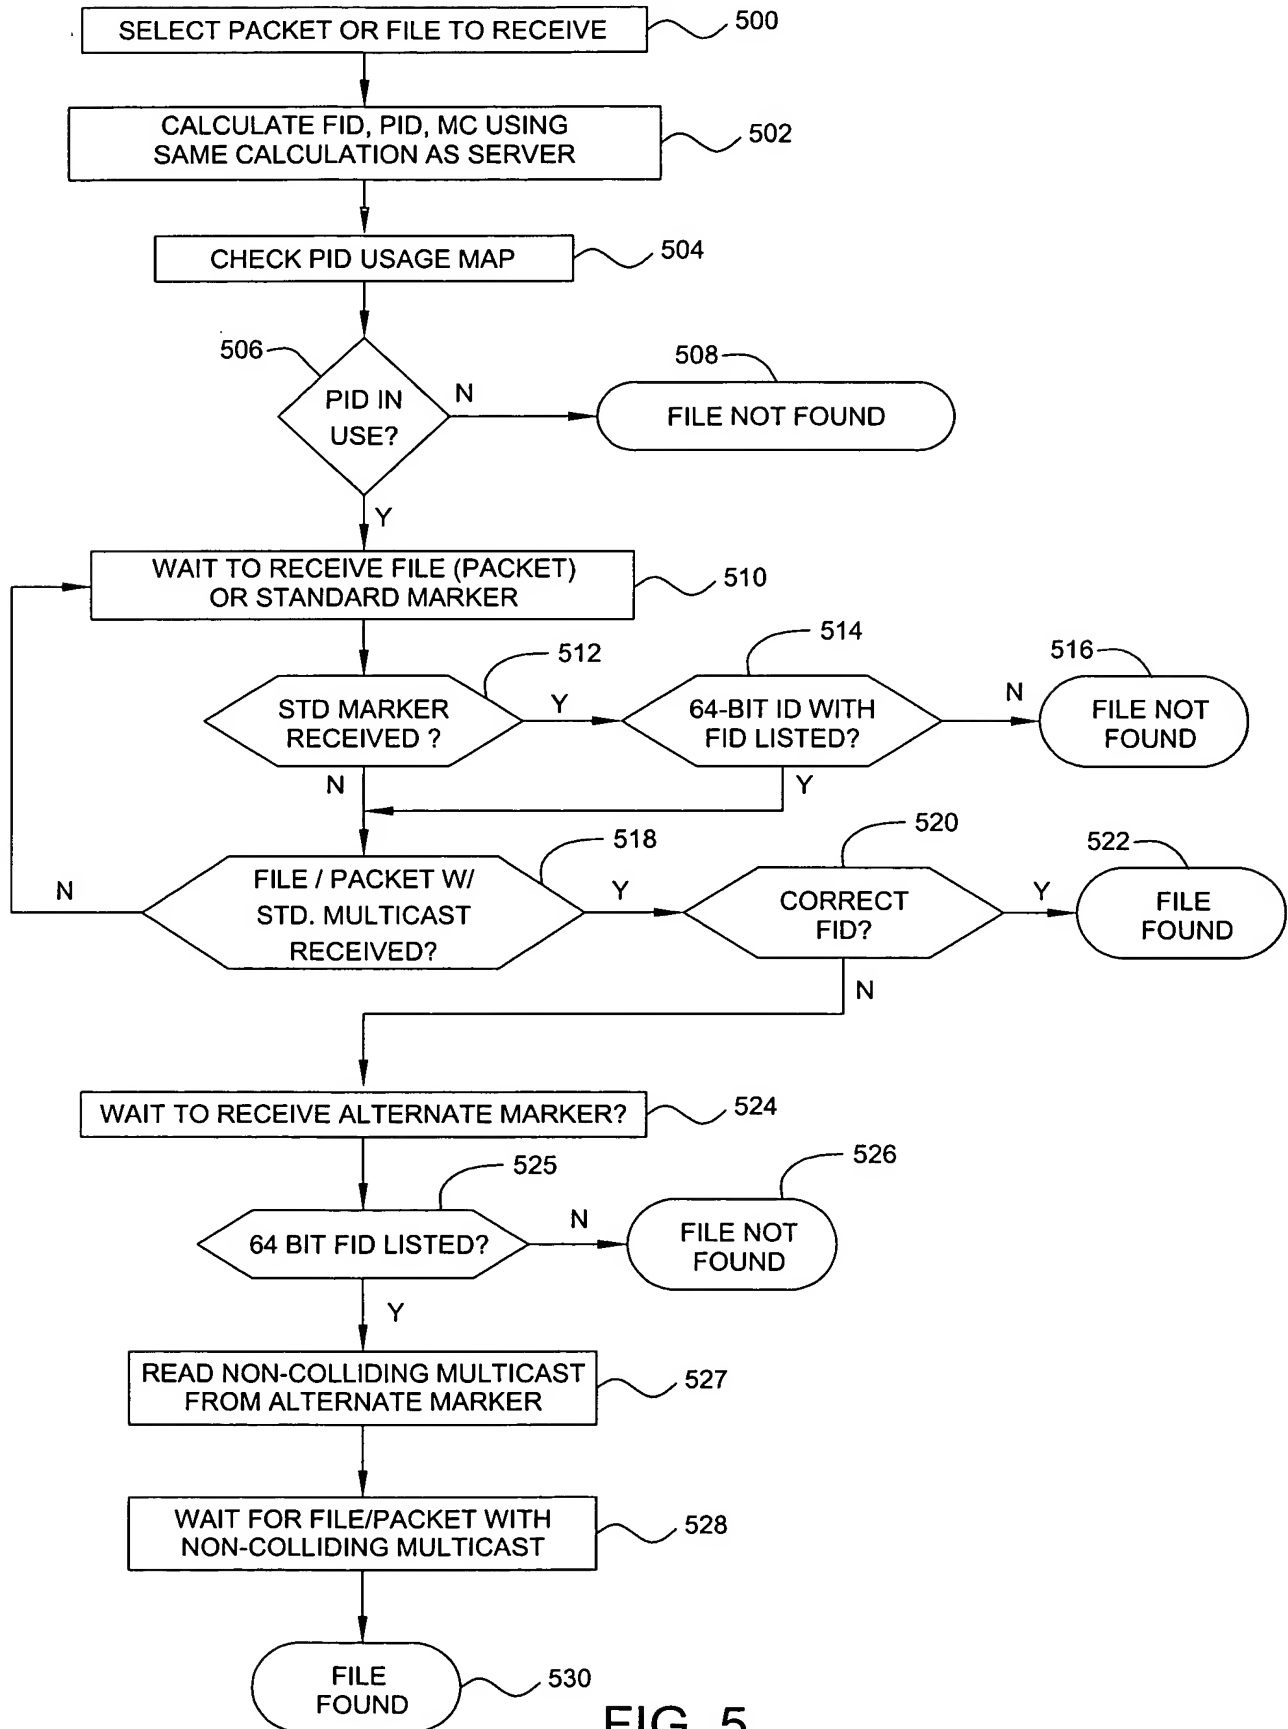 SELECT PACKET OR FILE TO RECEIVE
500
CALCULATE FID, PID, MC USING
SAME CALCULATION AS SERVER
502
CHECK PID USAGE MAP
504
506
PID IN
USE?
N
508
FILE NOT FOUND
Y
WAIT TO RECEIVE FILE (PACKET)
OR STANDARD MARKER
510
512
STD MARKER
RECEIVED ?
Y
514
64-BIT ID WITH
FID LISTED?
N
516
FILE NOT
FOUND
N
Y
518
FILE / PACKET W/
STD. MULTICAST
RECEIVED?
N
Y
520
CORRECT
FID?
Y
522
FILE
FOUND
N
WAIT TO RECEIVE ALTERNATE MARKER?
524
525
64 BIT FID LISTED?
N
526
FILE NOT
FOUND
Y
READ NON-COLLIDING MULTICAST
FROM ALTERNATE MARKER
527
WAIT FOR FILE/PACKET WITH
NON-COLLIDING MULTICAST
528
FILE
FOUND
530
FIG. 5